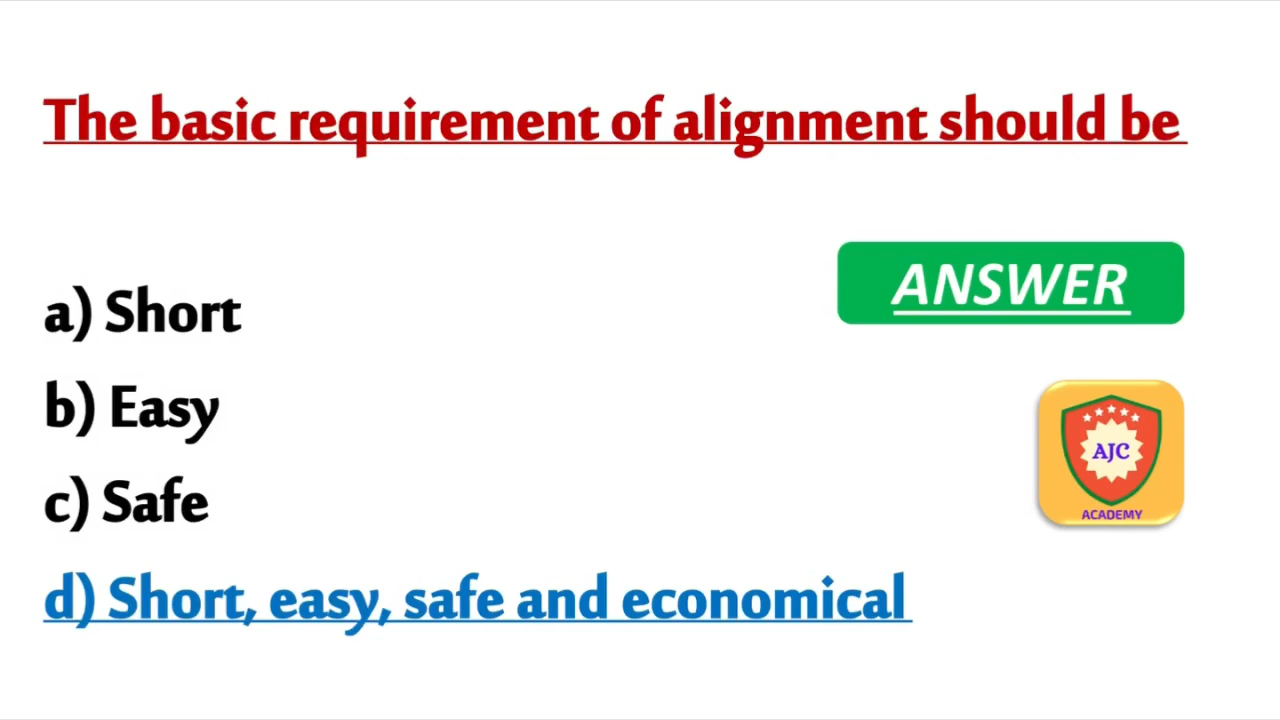 The basic requirement of alignment should be
a) Short
ANSWER
b) Easy
AJC
c) Safe
ACADEMY
d) Short, easy, safe and economical